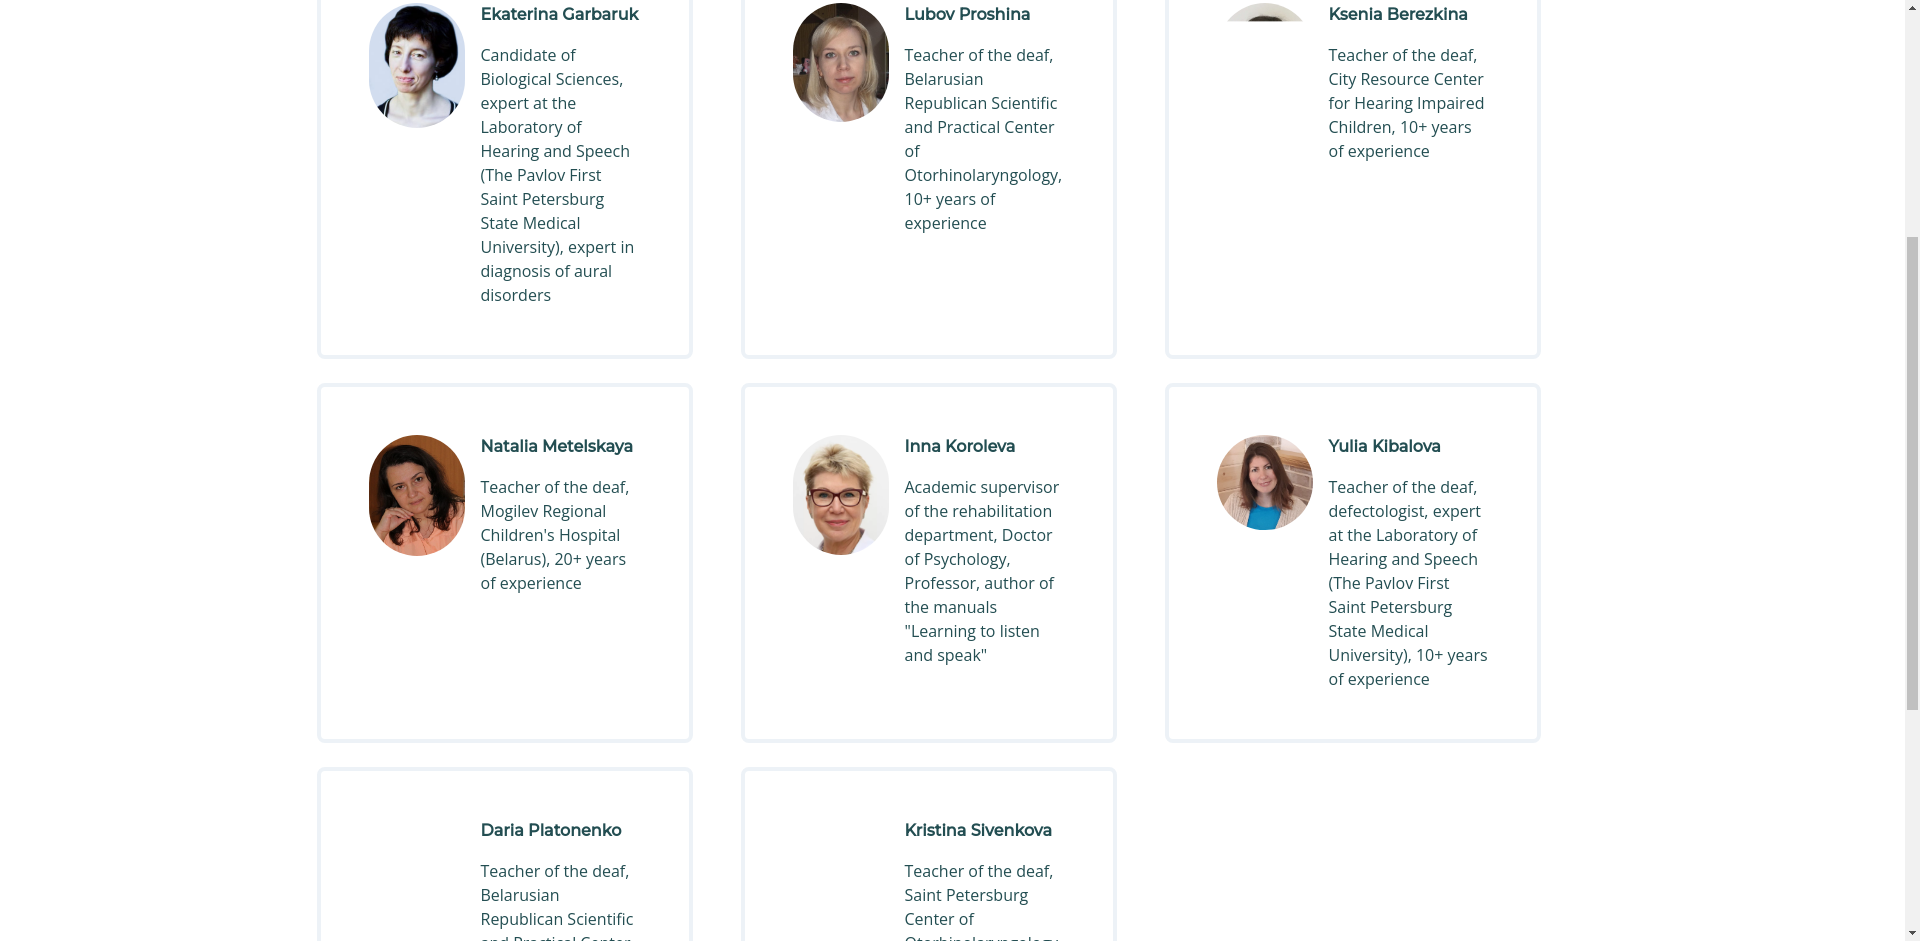 Ekaterina Garbaruk
Candidate of
Biological Sciences,
expert at the
Laboratory of
Hearing and Speech
(The Pavlov First
Saint Petersburg
State Medical
University), expert in
diagnosis of aural
disorders
Lubov Proshina
Teacher of the deaf,
Belarusian
Republican Scientific
and Practical Center
of
Otorhinolaryngology,
10+ years of
experience
Ksenia Berezkina
Teacher of the deaf,
City Resource Center
for Hearing Impaired
Children, 10+ years
of experience
Natalia Metelskaya
Teacher of the deaf,
Mogilev Regional
Children's Hospital
(Belarus), 20+ years
of experience
Inna Koroleva
Academic supervisor
of the rehabilitation
department, Doctor
of Psychology,
Professor, author of
the manuals
"Learning to listen
and speak"
Yulia Kibalova
Teacher of the deaf,
defectologist, expert
at the Laboratory of
Hearing and Speech
(The Pavlov First
Saint Petersburg
State Medical
University), 10+ years
of experience
Daria Platonenko
Teacher of the deaf,
Belarusian
Republican Scientific
and Practical Center
Kristina Sivenkova
Teacher of the deaf,
Saint Petersburg
Center of
Otorhinolaryngology